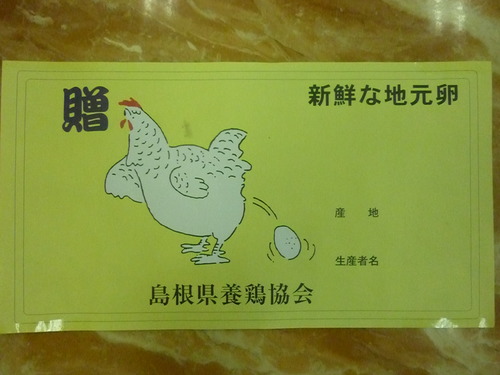 贈
新鮮な地元卵
産 地
生産者名
島根県養鶏協会